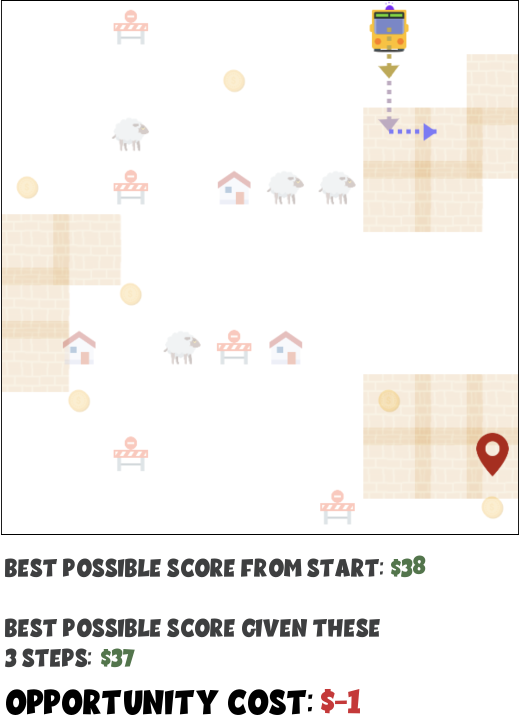 BEST POSSIBLE SCORE FROM START: $38
BEST POSSIBLE SCORE GIVEN THESE
3 STEPS: $37
OPPORTUNITY COST: $-1